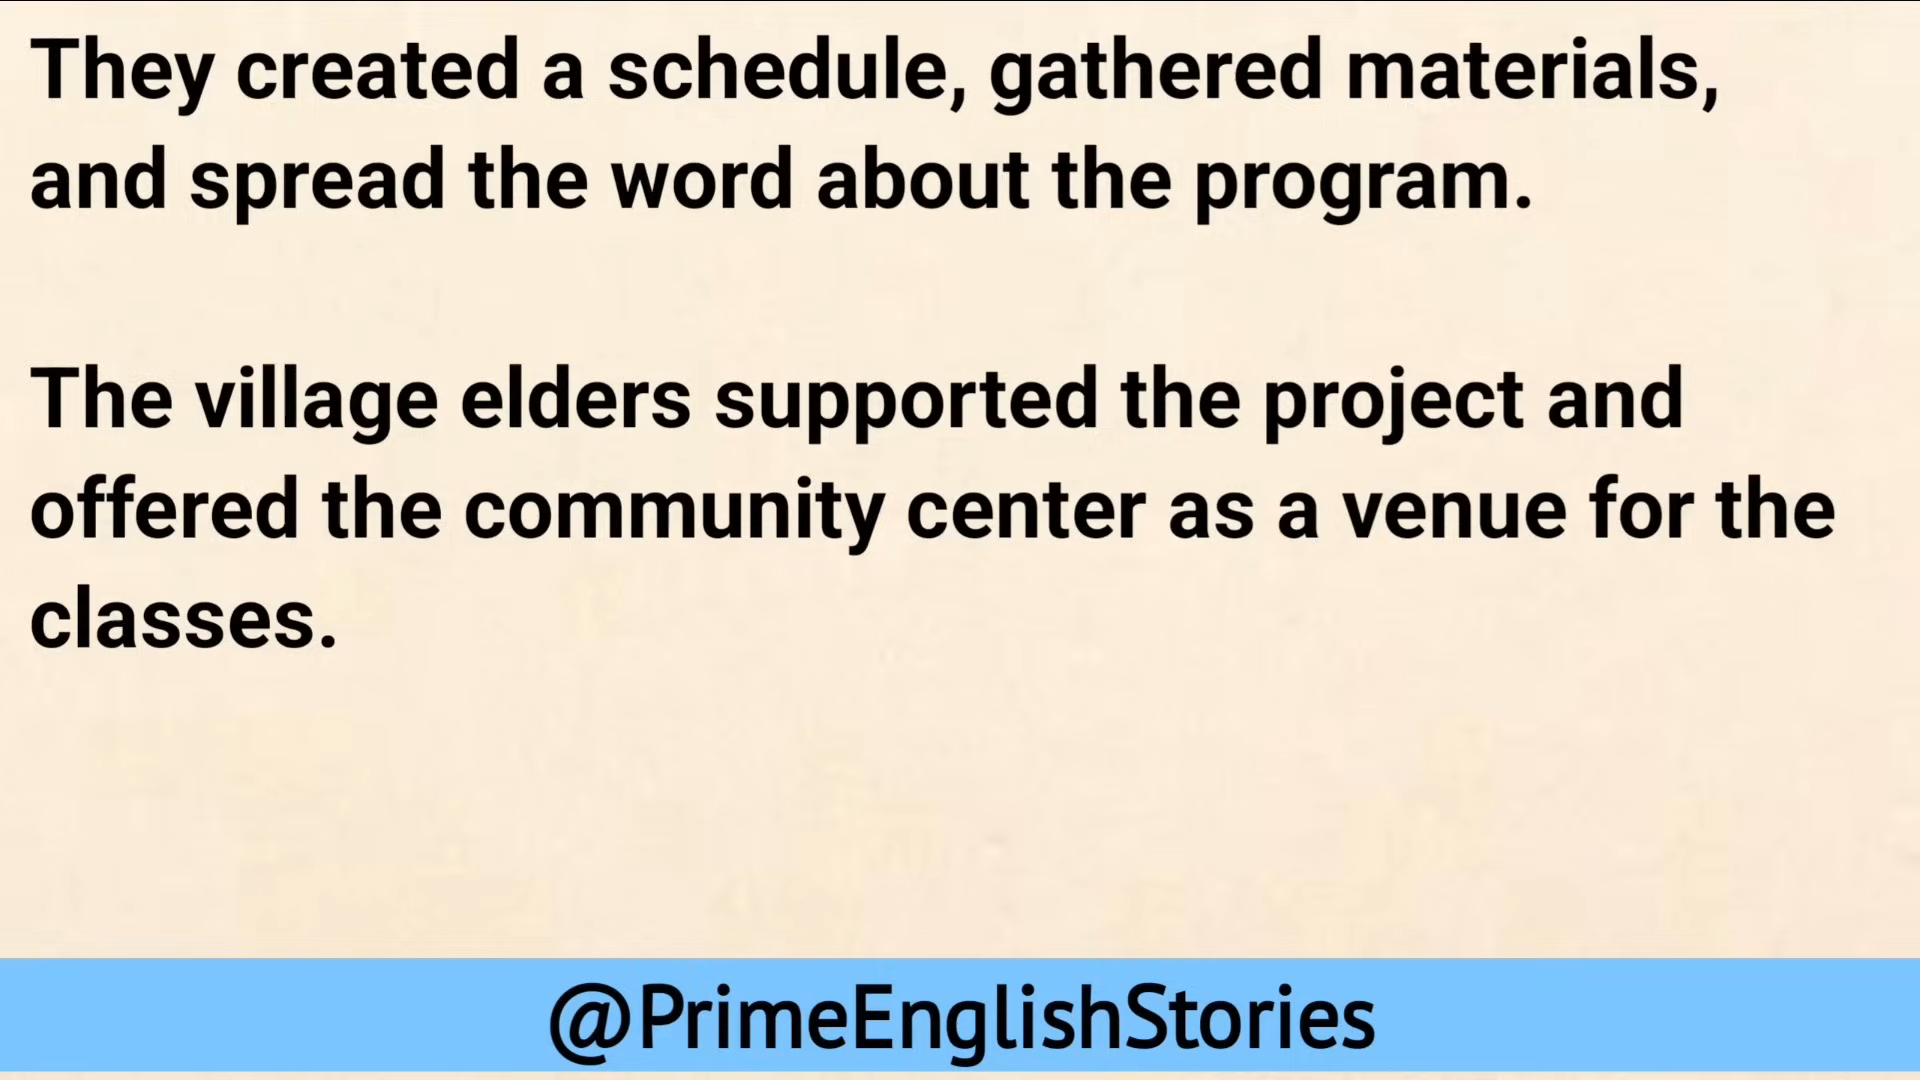 They created a schedule, gathered materials,
and spread the word about the program.
The village elders supported the project and
offered the community center as a venue for the
classes.
@PrimeEnglishStories